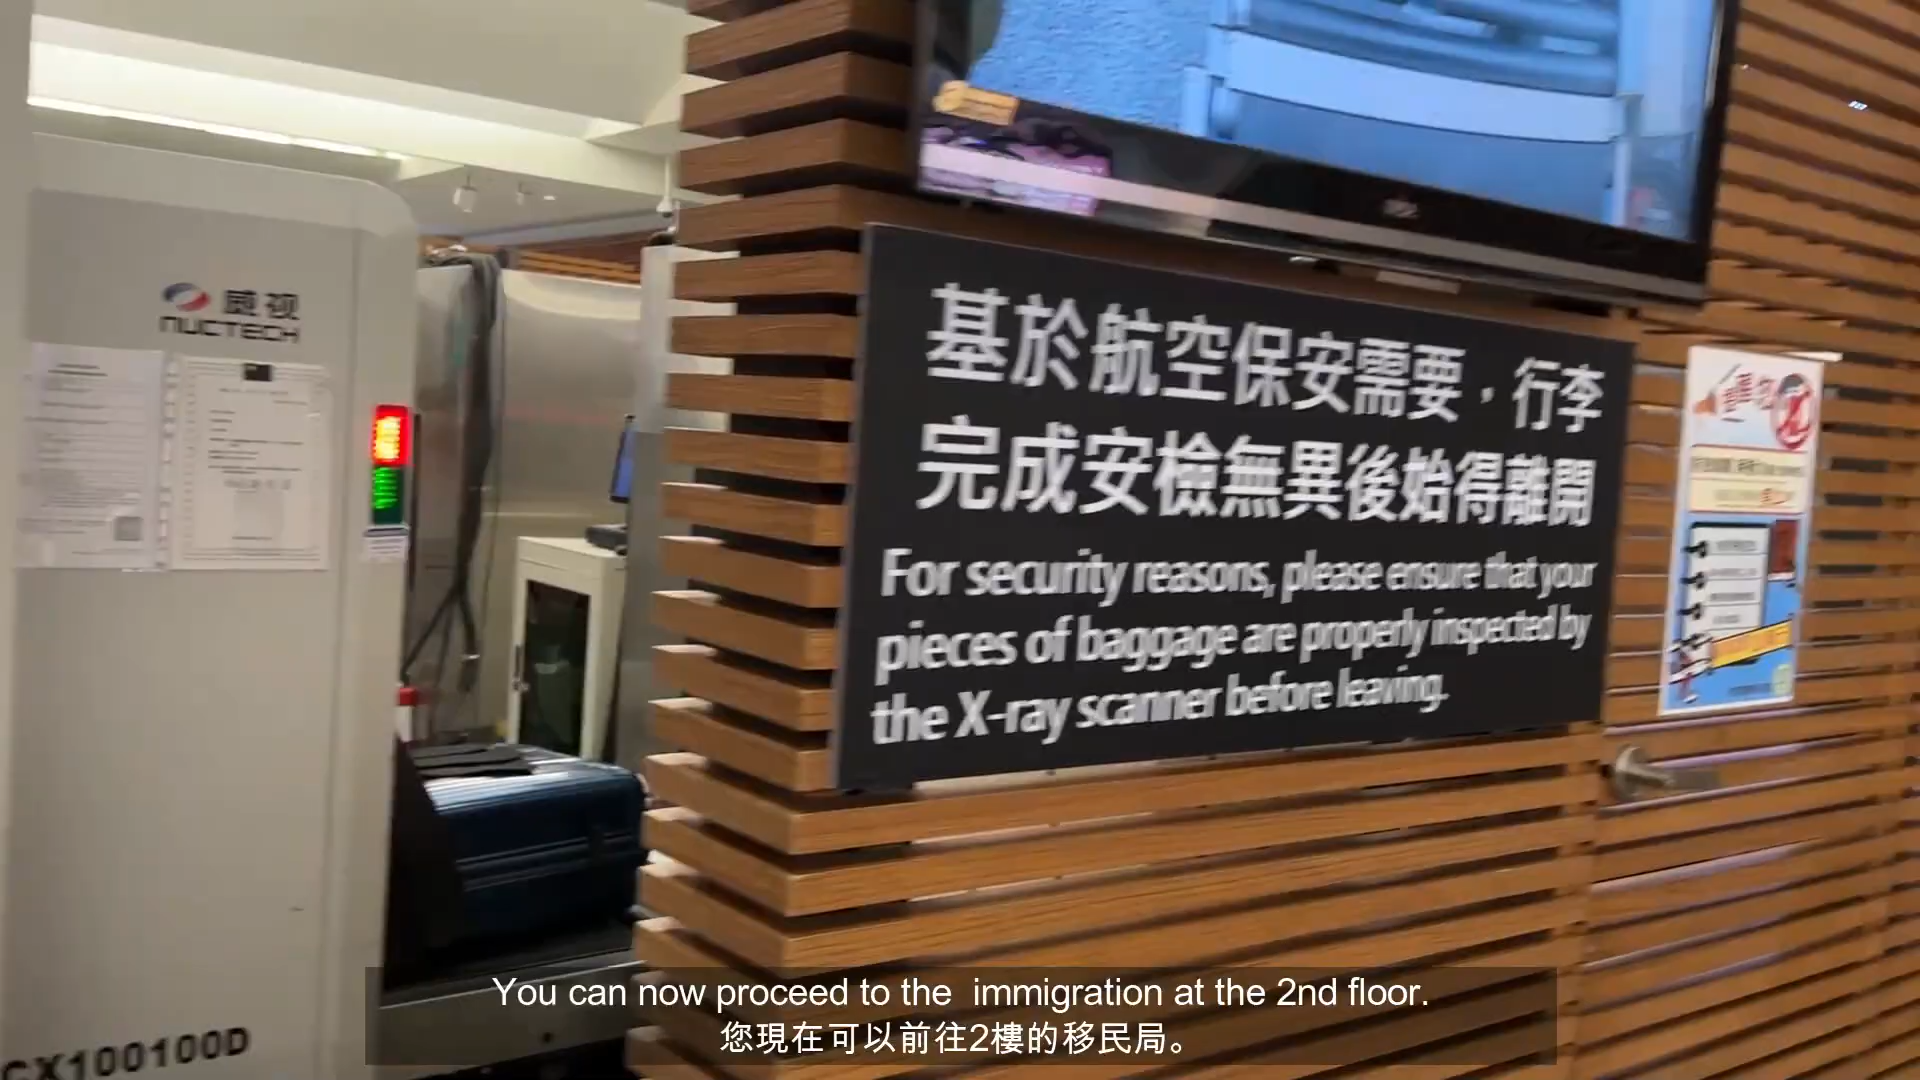 威视
NUCTECH
基於航空保安需要，行李
完成安檢無異後始得離開
For security reasons, please ensure that your
pieces of baggage are properly inspected by
the X-ray scanner before leaving.
CX100100D
You can now proceed to the  immigration at the 2nd floor.
您現在可以前往2樓的移民局。